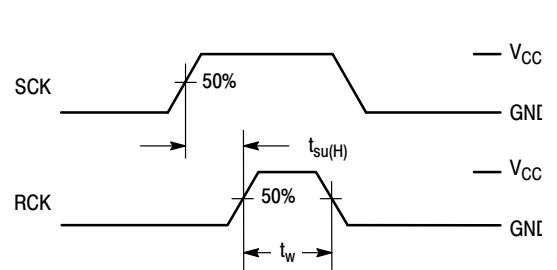 SCK
50%
V_CC
GND
t_su(H)
RCK
50%
V_CC
GND
t_w